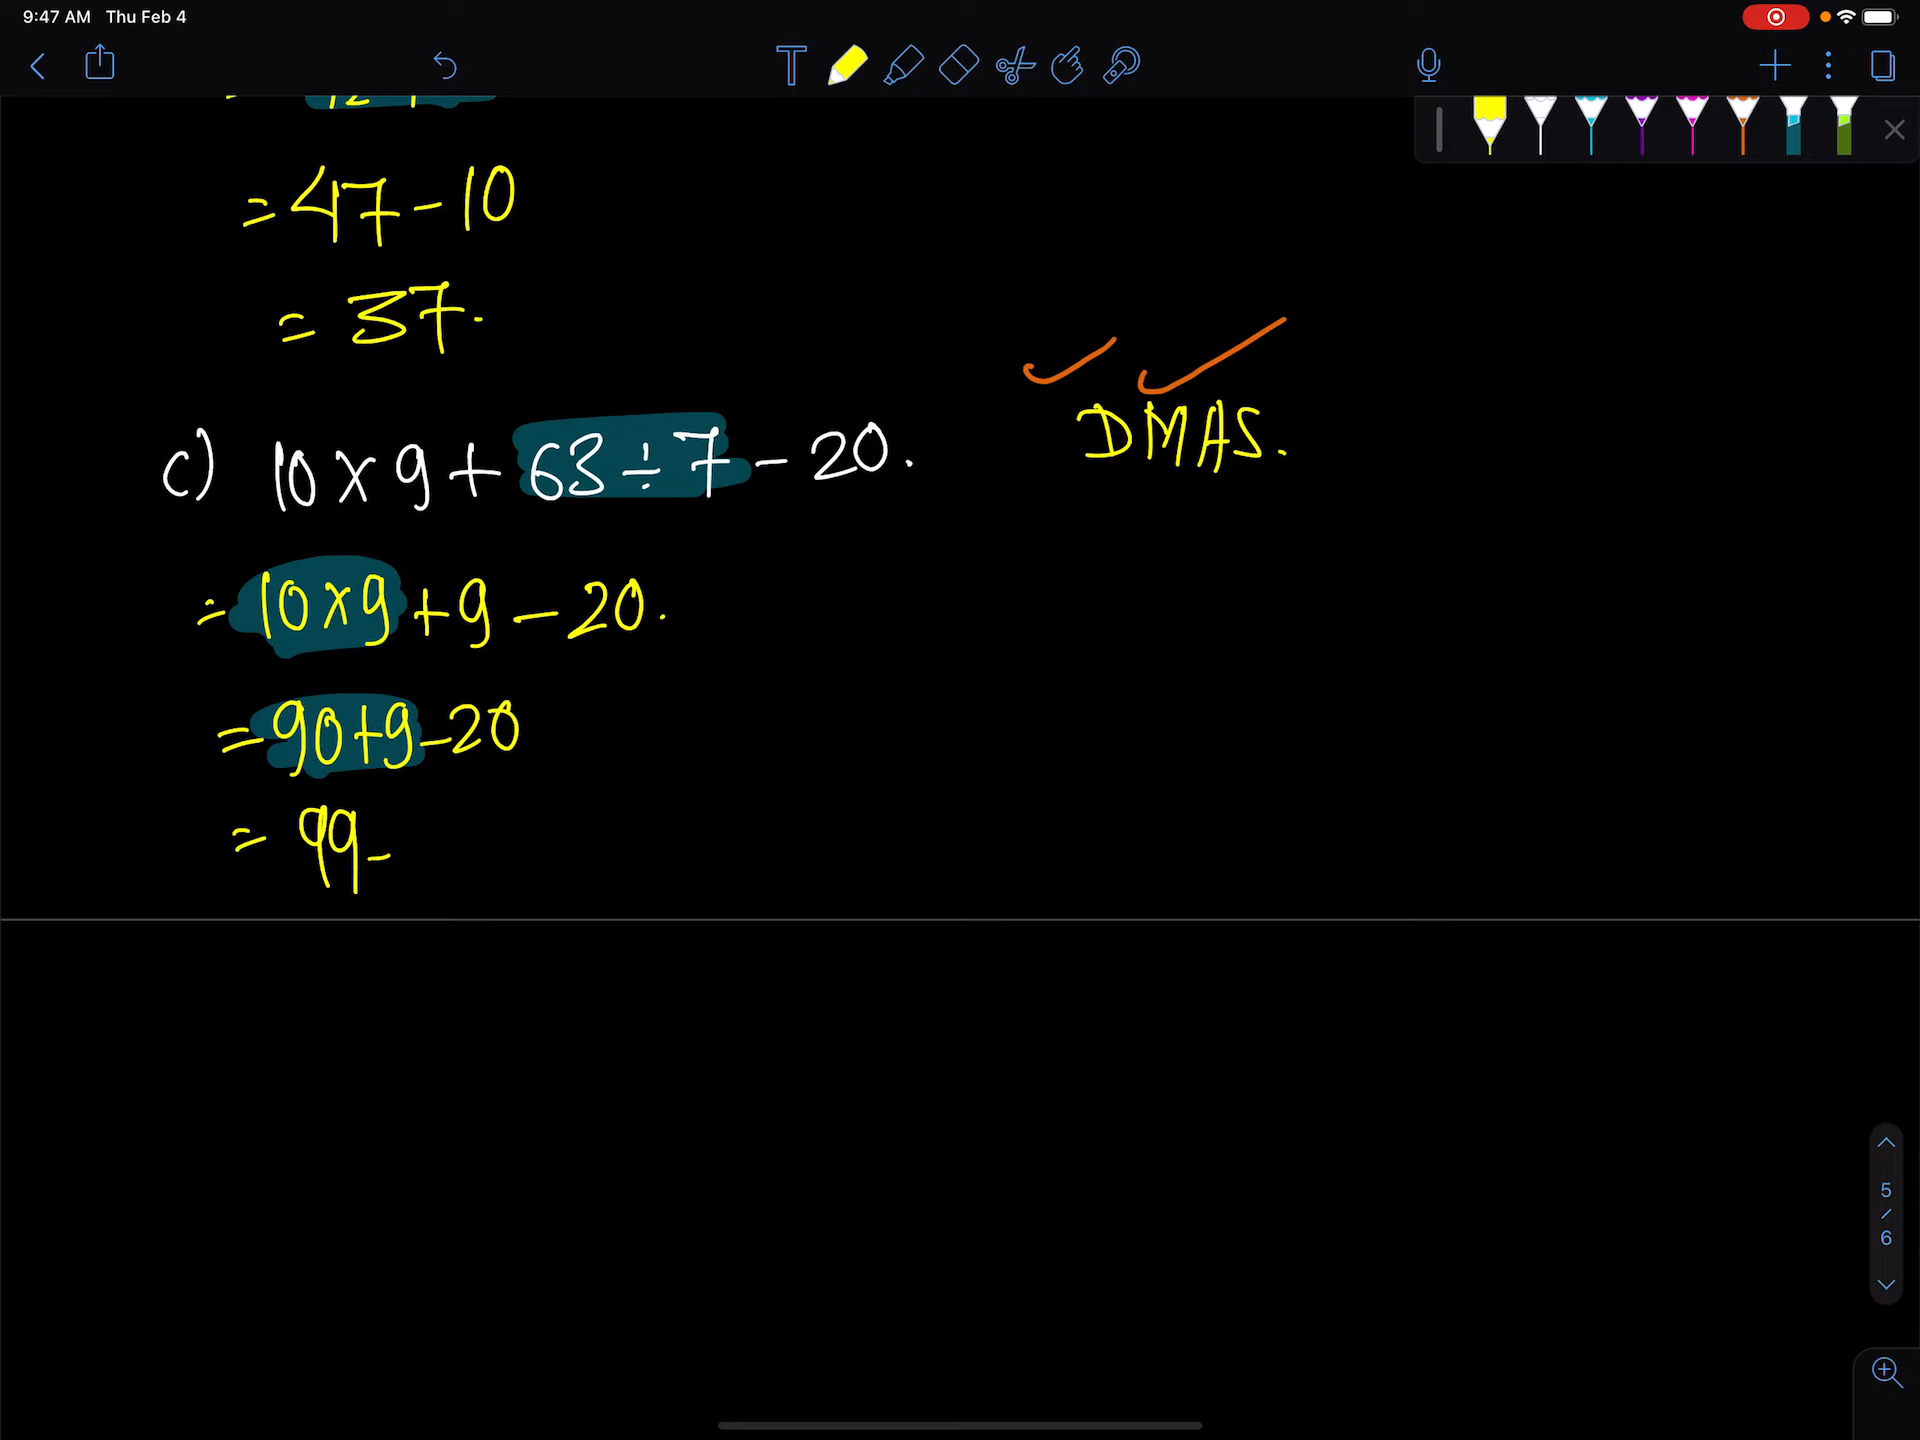 9:47 AM Thu Feb 4
= 47 - 10
= 37.
DMAS.
c) 10 x 9 + 63 ÷ 7 - 20.
= 10 x 9 + 9 - 20.
= 90 + 9 - 20
= 99 -
5
/
6